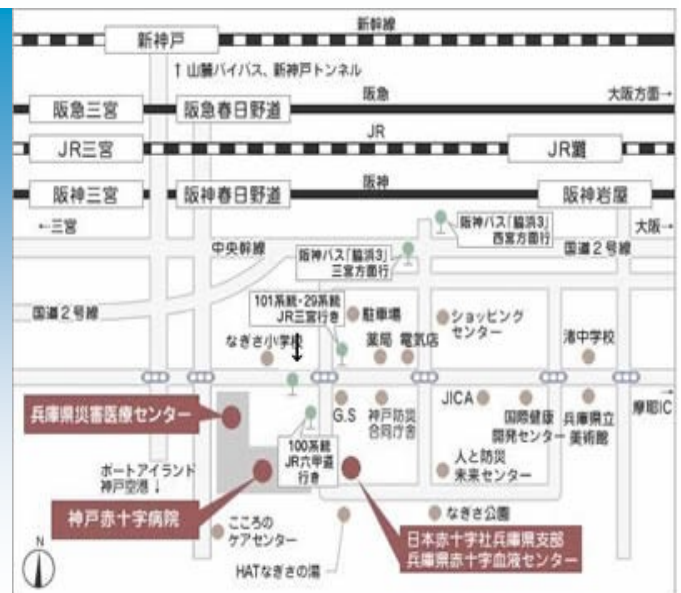 新幹線
新神戸
↑山麓バイパス、新神戸トンネル
阪急
大阪方面→
阪急三宮
阪急春日野道
JR
JR三宮
JR灘
阪神
阪神三宮
阪神春日野道
阪神岩屋
←三宮
中央幹線
阪神バス「脇浜3」
西宮方面行
大阪→
阪神バス「脇浜3」
三宮方面行
国道2号線
国道2号線
101系統・29系統
JR三宮行き
駐車場
ショッピング
センター
なぎさ小学校
薬局
電気店
渚中学校
兵庫県災害医療センター
G.S
神戸防災
合同庁舎
JICA
国際健康
開発センター
兵庫県立
美術館
摩耶IC
→
100系統
JR六甲道
行き
人と防災
未来センター
ポートアイランド
神戸空港↓
神戸赤十字病院
こころの
ケアセンター
なぎさ公園
日本赤十字社兵庫県支部
兵庫県赤十字血液センター
HATなぎさの湯
N